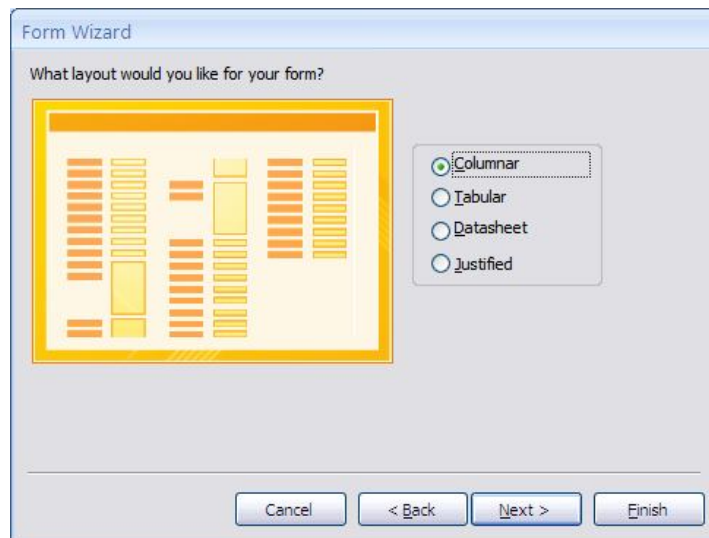 Form Wizard
What layout would you like for your form?
Columnar
Tabular
Datasheet
Justified
Cancel
< Back
Next >
Finish